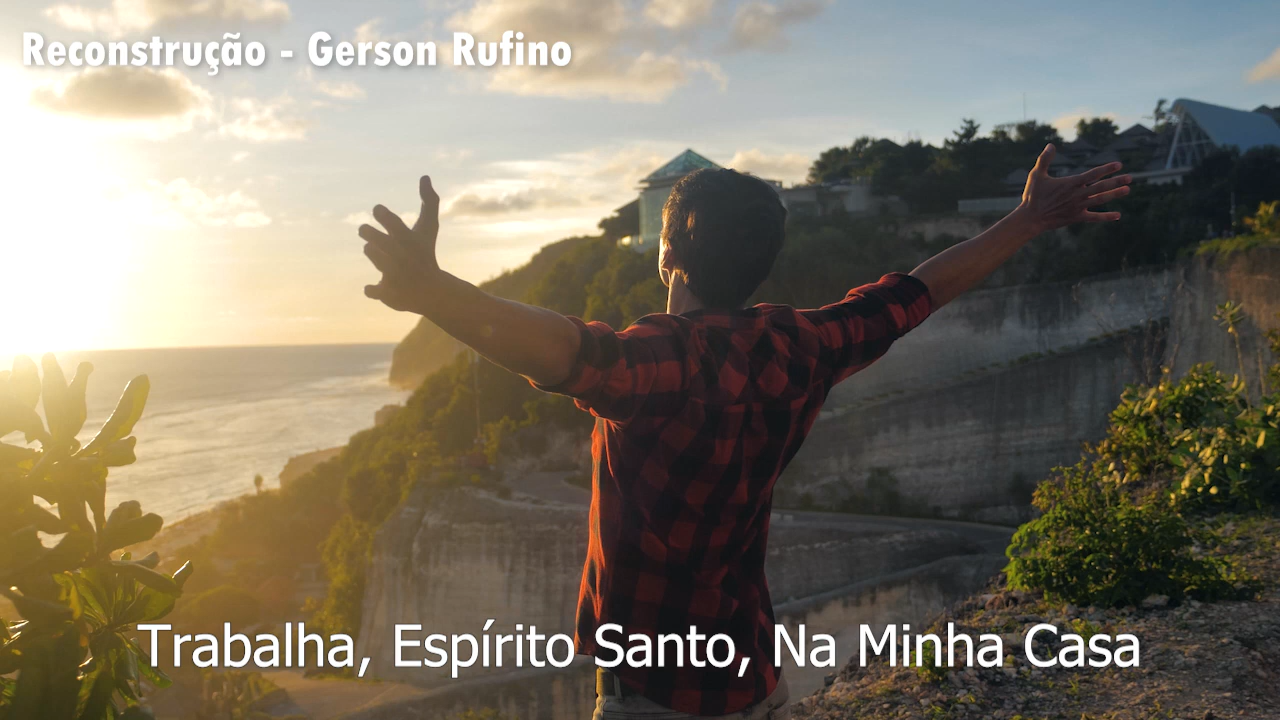 Reconstrução - Gerson Rufino
Trabalha, Espírito Santo, Na Minha Casa